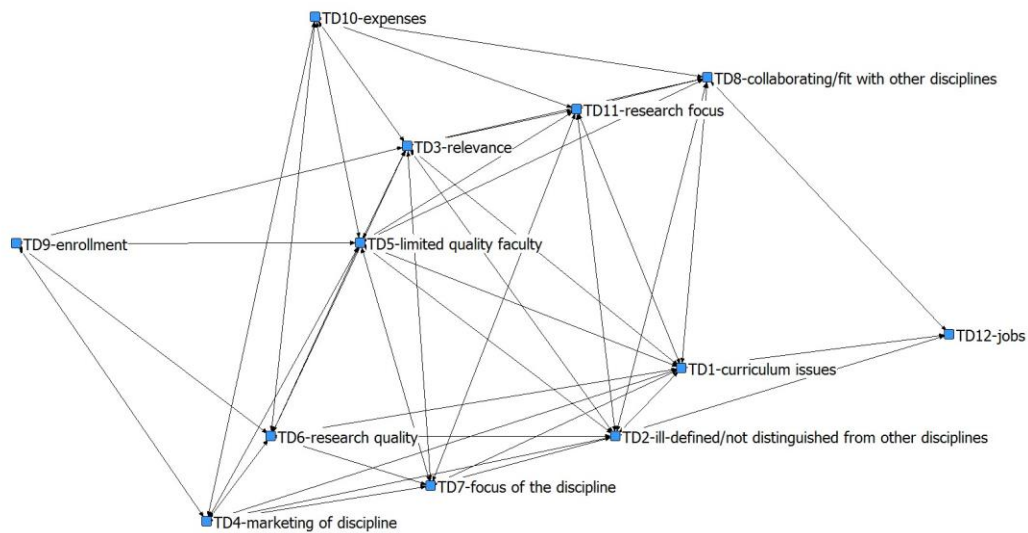 TD10-expenses
TD8-collaborating/fit with other disciplines
TD11-research focus
TD3-relevance
TD9-enrollment
TD5-limited quality faculty
TD12-jobs
TD1-curriculum issues
TD6-research quality
TD2-ill-defined/not distinguished from other disciplines
TD7-focus of the discipline
TD4-marketing of discipline